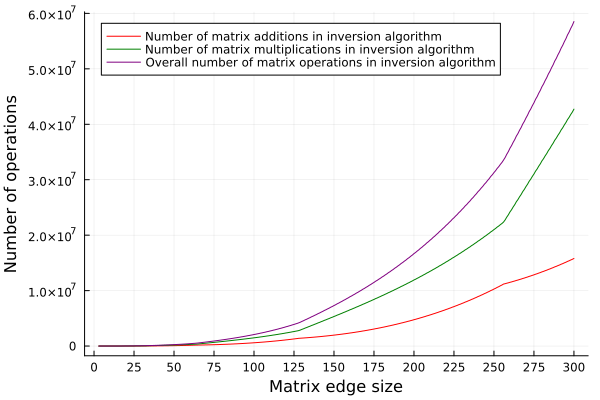 Number of matrix additions in inversion algorithm
Number of matrix multiplications in inversion algorithm
Overall number of matrix operations in inversion algorithm
Number of operations
6.0×10⁷
5.0×10⁷
4.0×10⁷
3.0×10⁷
2.0×10⁷
1.0×10⁷
0
0 25 50 75 100 125 150 175 200 225 250 275 300
Matrix edge size